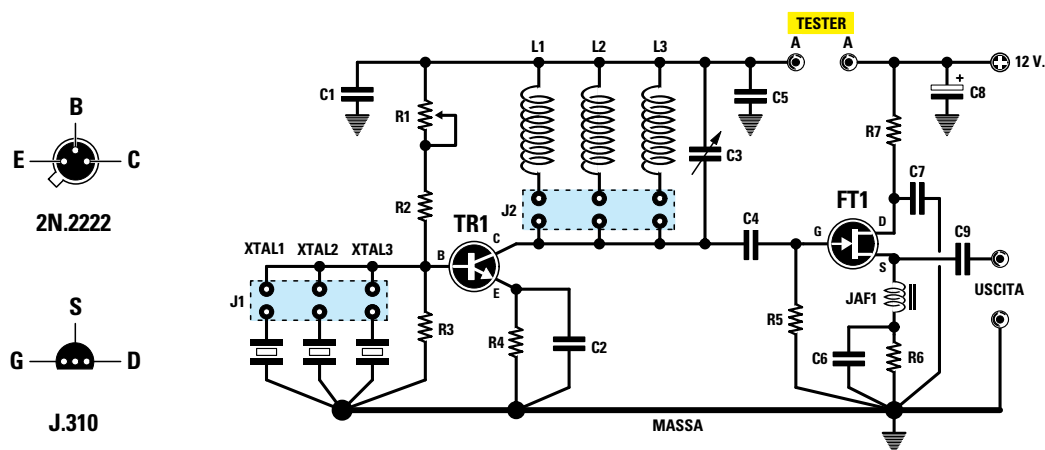 TESTER
A A
L1 L2 L3
12 V.
C1
R1
C5
+
C8
R7
C3
B
E C
2N.2222
R2
J2
C7
TR1
FT1
C
D
C4
G
C9
XTAL1 XTAL2 XTAL3
B
E
S
J1
JAF1
USCITA
S
G D
J.310
R3
R4
C2
R5
C6
R6
MASSA